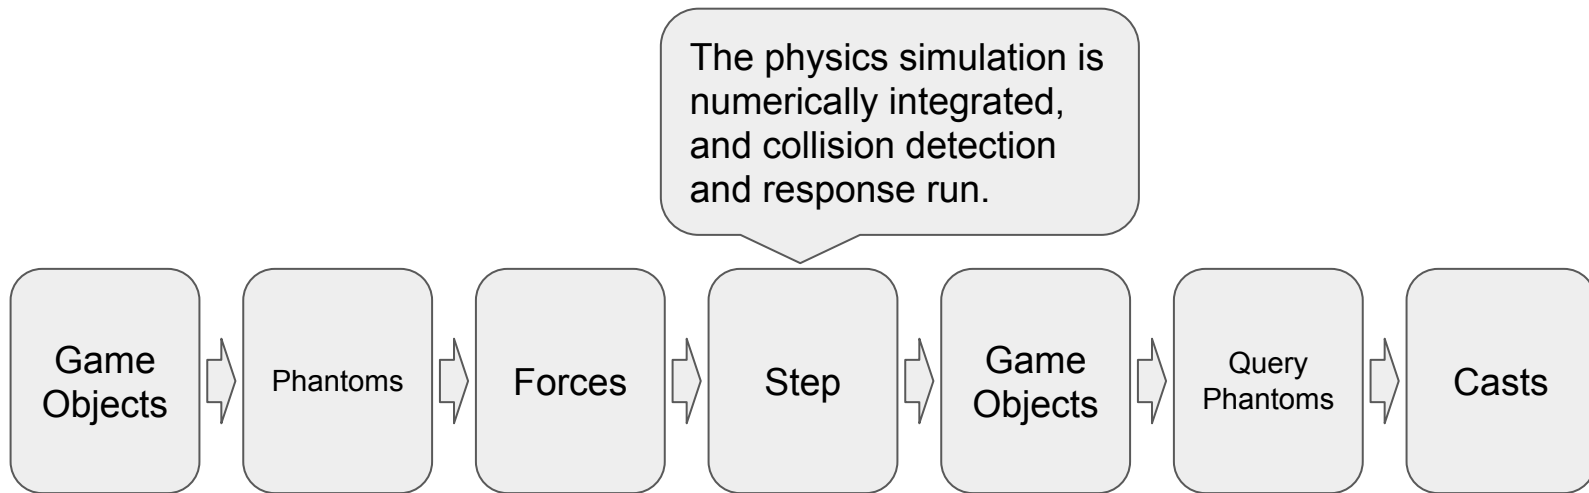 The physics simulation is
numerically integrated,
and collision detection
and response run.
Game
Objects
Phantoms
Forces
Step
Game
Objects
Query
Phantoms
Casts